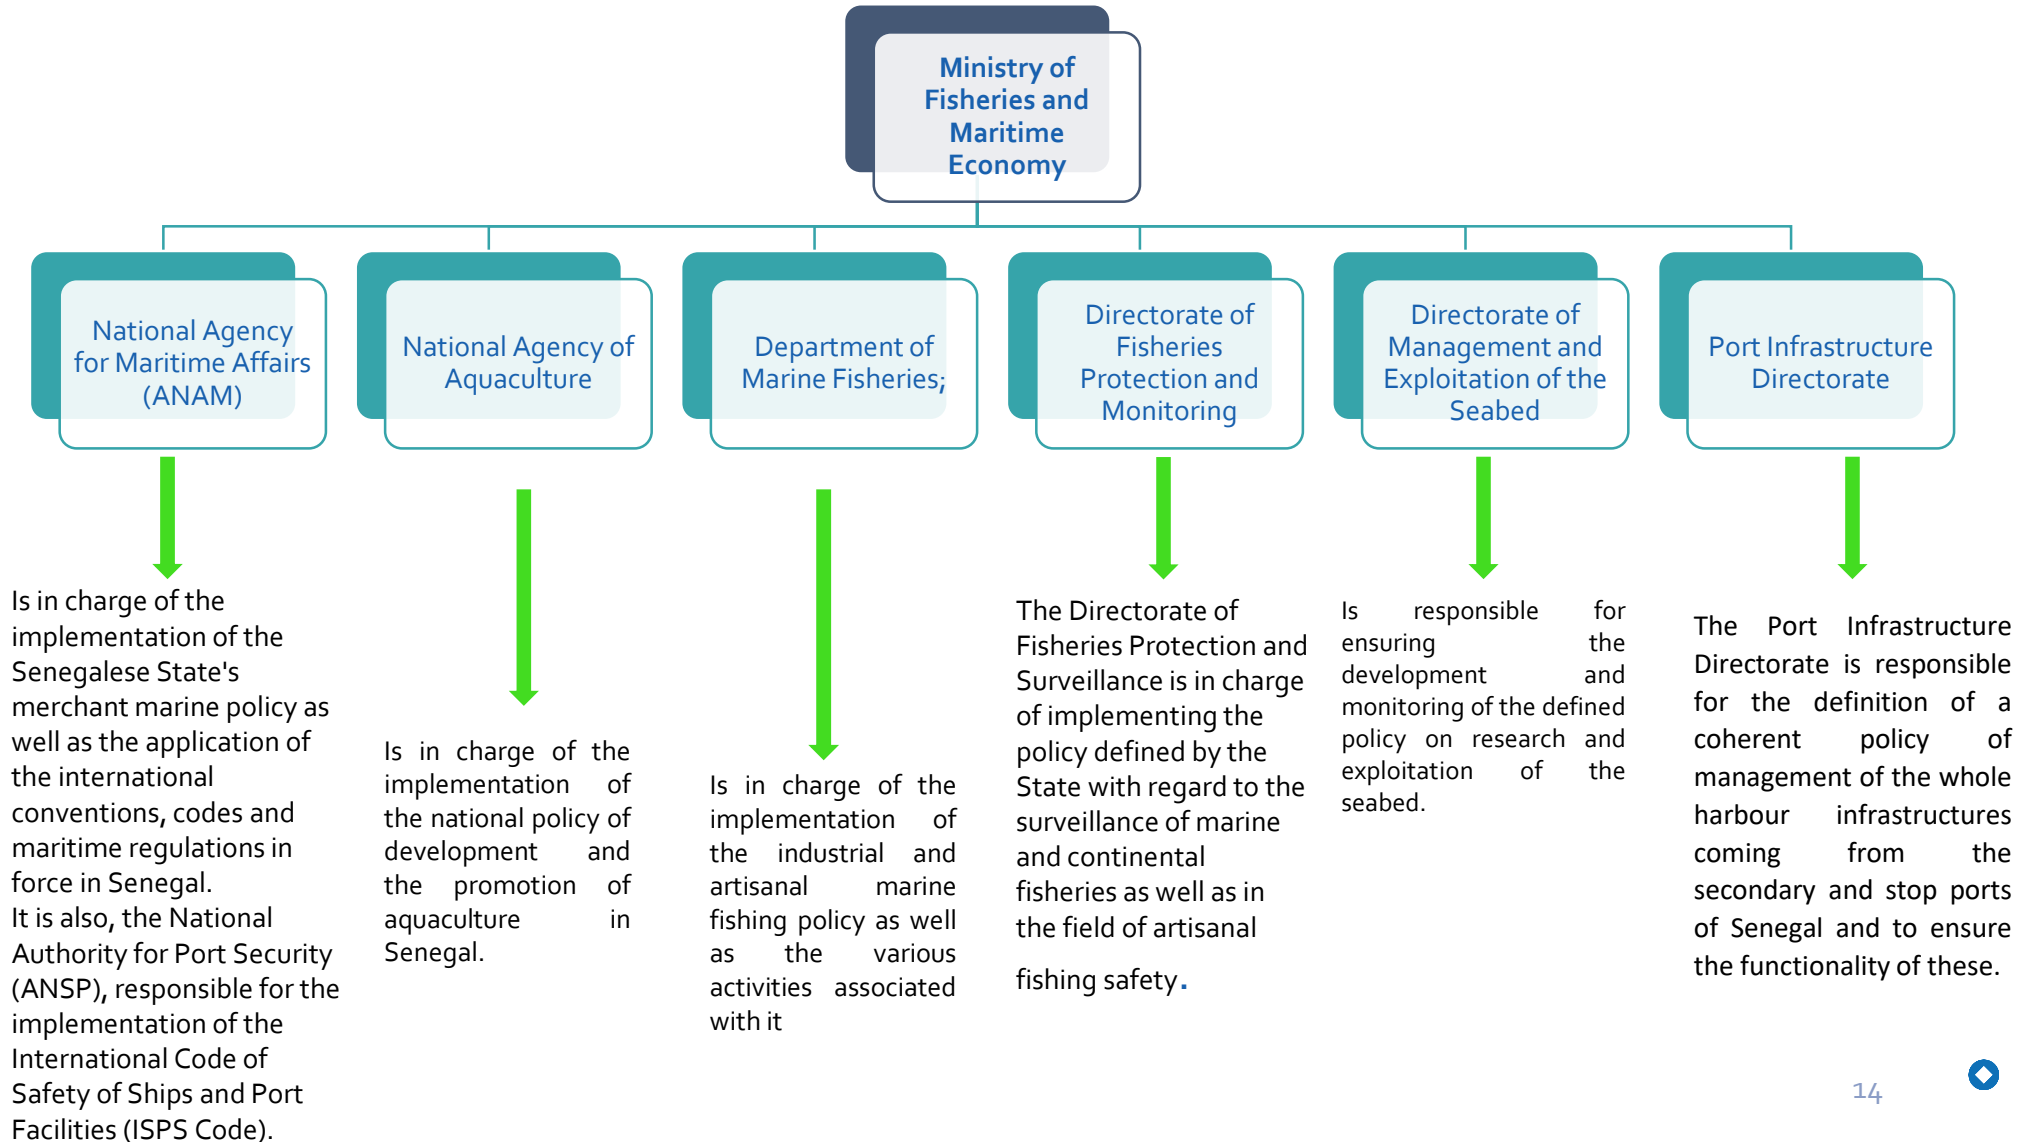 Ministry of
Fisheries and
Maritime
Economy
National Agency
for Maritime Affairs
(ANAM)
National Agency of
Aquaculture
Department of
Marine Fisheries;
Directorate of
Fisheries
Protection and
Monitoring
Directorate of
Management and
Exploitation of the
Seabed
Port Infrastructure
Directorate
Is in charge of the
implementation of the
Senegalese State's
merchant marine policy as
well as the application of
the international
conventions, codes and
maritime regulations in
force in Senegal.
It is also, the National
Authority for Port Security
(ANSP), responsible for the
implementation of the
International Code of
Safety of Ships and Port
Facilities (ISPS Code).
Is in charge of the
implementation of
the national policy of
development and
the promotion of
aquaculture in
Senegal.
Is in charge of the
implementation of
the industrial and
artisanal marine
fishing policy as well
as the various
activities associated
with it
The Directorate of
Fisheries Protection and
Surveillance is in charge
of implementing the
policy defined by the
State with regard to the
surveillance of marine
and continental
fisheries as well as in
the field of artisanal
fishing safety.
Is responsible for
ensuring the
development and
monitoring of the defined
policy on research and
exploitation of the
seabed.
The Port Infrastructure
Directorate is responsible
for the definition of a
coherent policy of
management of the whole
harbour infrastructures
coming from the
secondary and stop ports
of Senegal and to ensure
the functionality of these.
14